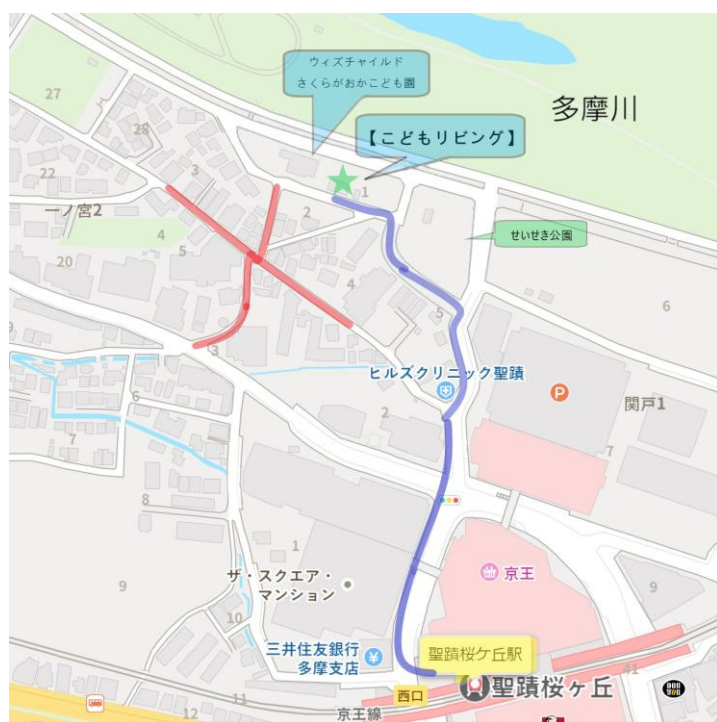 ウィズチャイルド
さくらがおかこども園
多摩川
【こどもリビング】
27
28
3
22
1
一ノ宮2
2
せいせき公園
4
5
20
4
6
5
3
ヒルズクリニック聖蹟
P
関戸1
6
2
7
7
8
京王
1
ザ・スクエア・
マンション
9
9
10
三井住友銀行
多摩支店
聖蹟桜ケ丘駅
41
西口
聖蹟桜ヶ丘
11
12
京王線